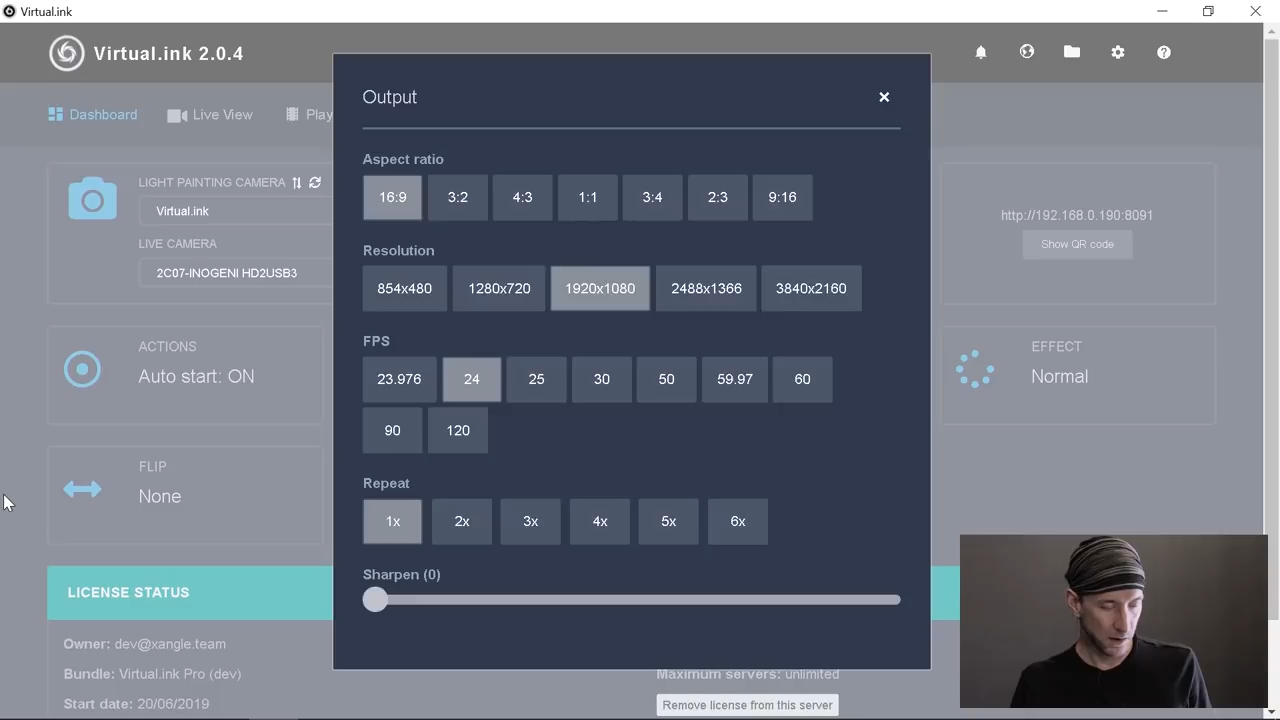 Virtual.ink
Virtual.ink 2.0.4
Dashboard
Live View
Play
LIGHT PAINTING CAMERA
Virtual.ink
LIVE CAMERA
2C07-INOGENI HD2USB3
http://192.168.0.190:8091
Show QR code
ACTIONS
Auto start: ON
EFFECT
Normal
FLIP
None
LICENSE STATUS
Owner: dev@xangle.team
Bundle: Virtual.ink Pro (dev)
Start date: 20/06/2019
Maximum servers: unlimited
Remove license from this server
Output
Aspect ratio
16:9 3:2 4:3 1:1 3:4 2:3 9:16
Resolution
854x480 1280x720 1920x1080 2488x1366 3840x2160
FPS
23.976 24 25 30 50 59.97 60
90 120
Repeat
1x 2x 3x 4x 5x 6x
Sharpen (0)